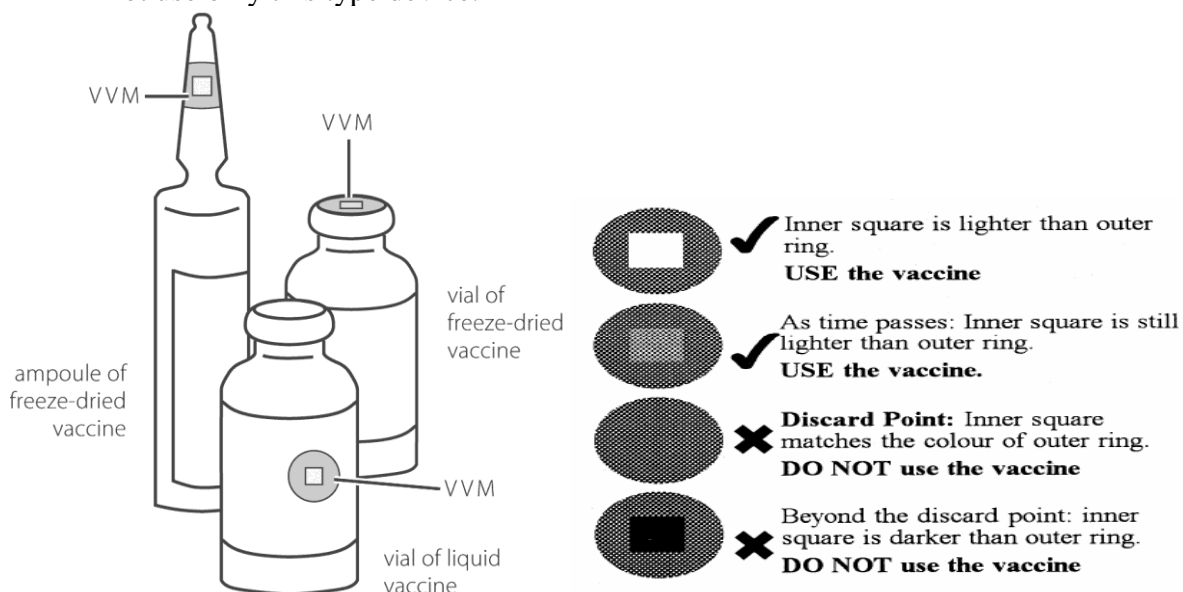 VVM
VVM
vial of
freeze-dried
vaccine
ampoule of
freeze-dried
vaccine
VVM
vial of liquid
vaccine
Inner square is lighter than outer
ring.
USE the vaccine
As time passes: Inner square is still
lighter than outer ring.
USE the vaccine.
Discard Point: Inner square
matches the colour of outer ring.
DO NOT use the vaccine
Beyond the discard point: inner
square is darker than outer ring.
DO NOT use the vaccine